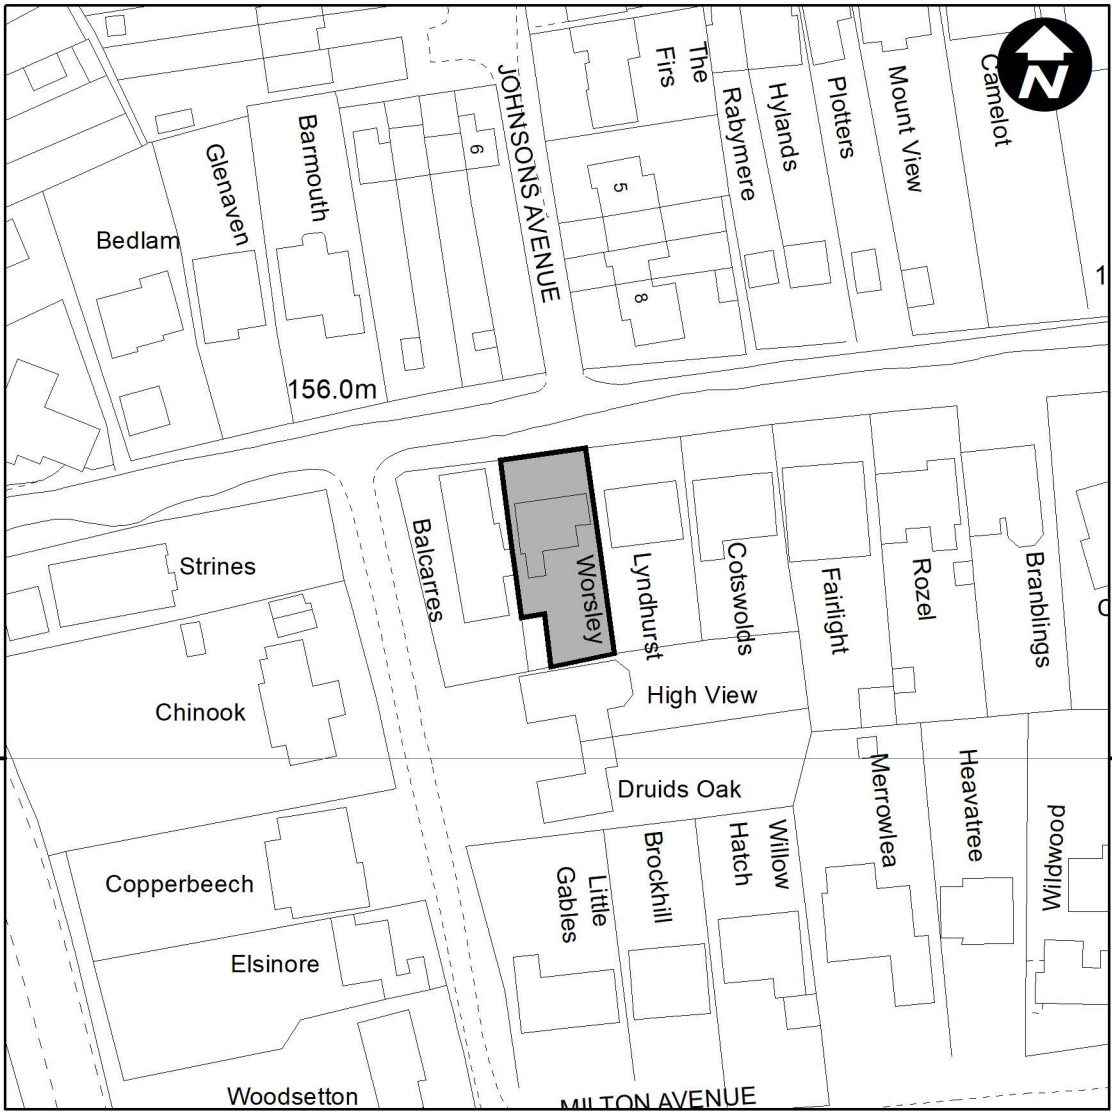 The
Firs
Rabymere
Hylands
Plotters
Mount View
Camelot
N
JOHNSONS AVENUE
6
5
8
Glenaven
Barmouth
Bedlam
156.0m
1
Balcarres
Worsley
Lyndhurst
Cotswolds
Fairlight
Rozel
Branblings
Strines
Chinook
High View
Druids Oak
Merrowlea
Heavatree
Wildwood
Willow
Hatch
Brockhill
Little
Gables
Copperbeech
Elsinore
Woodsetton
MILTON AVENUE